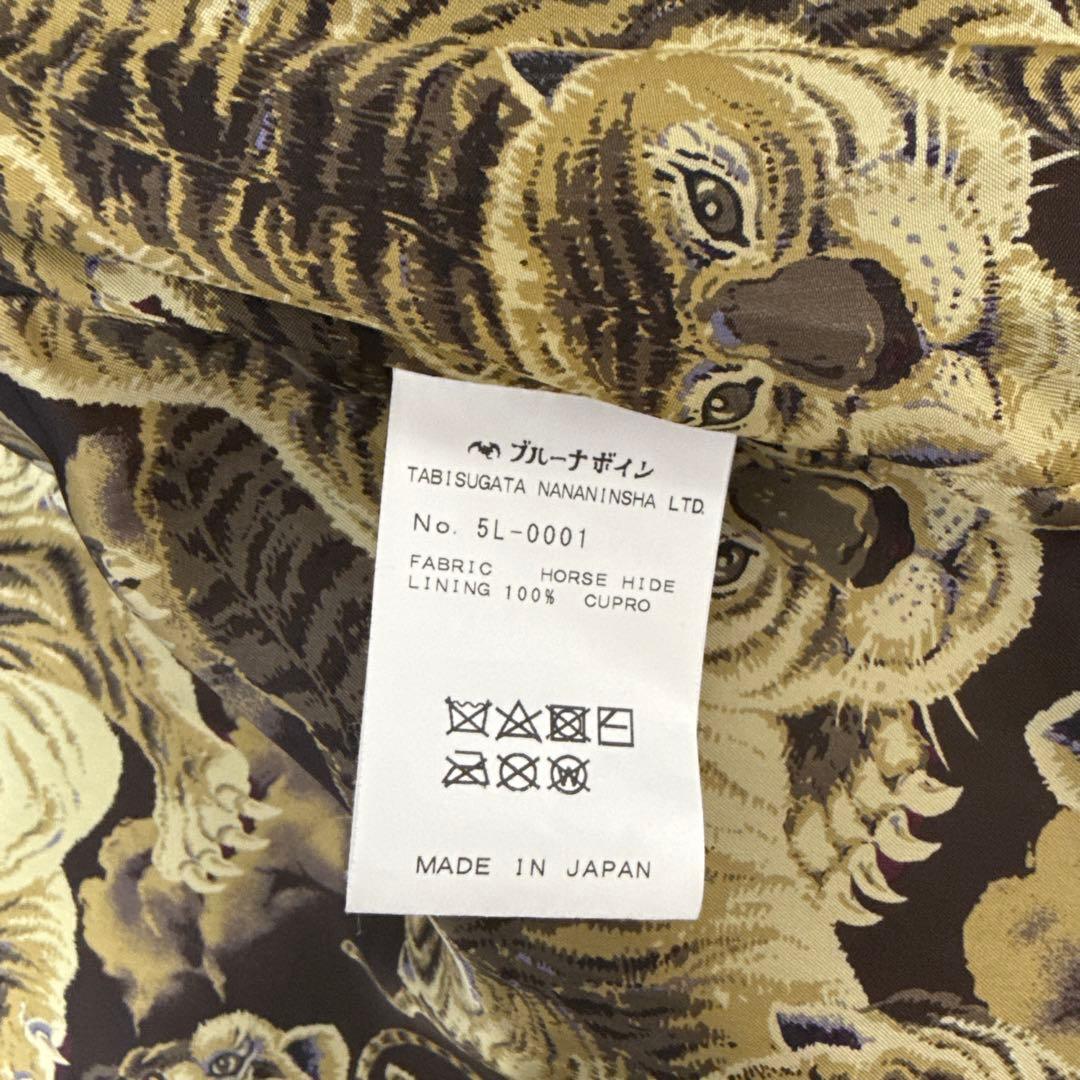 ブルーナボイン
TABISUGATA NANANINSHA LTD.
No. 5L-0001
FABRIC HORSE HIDE
LINING 100% CUPRO
W
MADE IN JAPAN